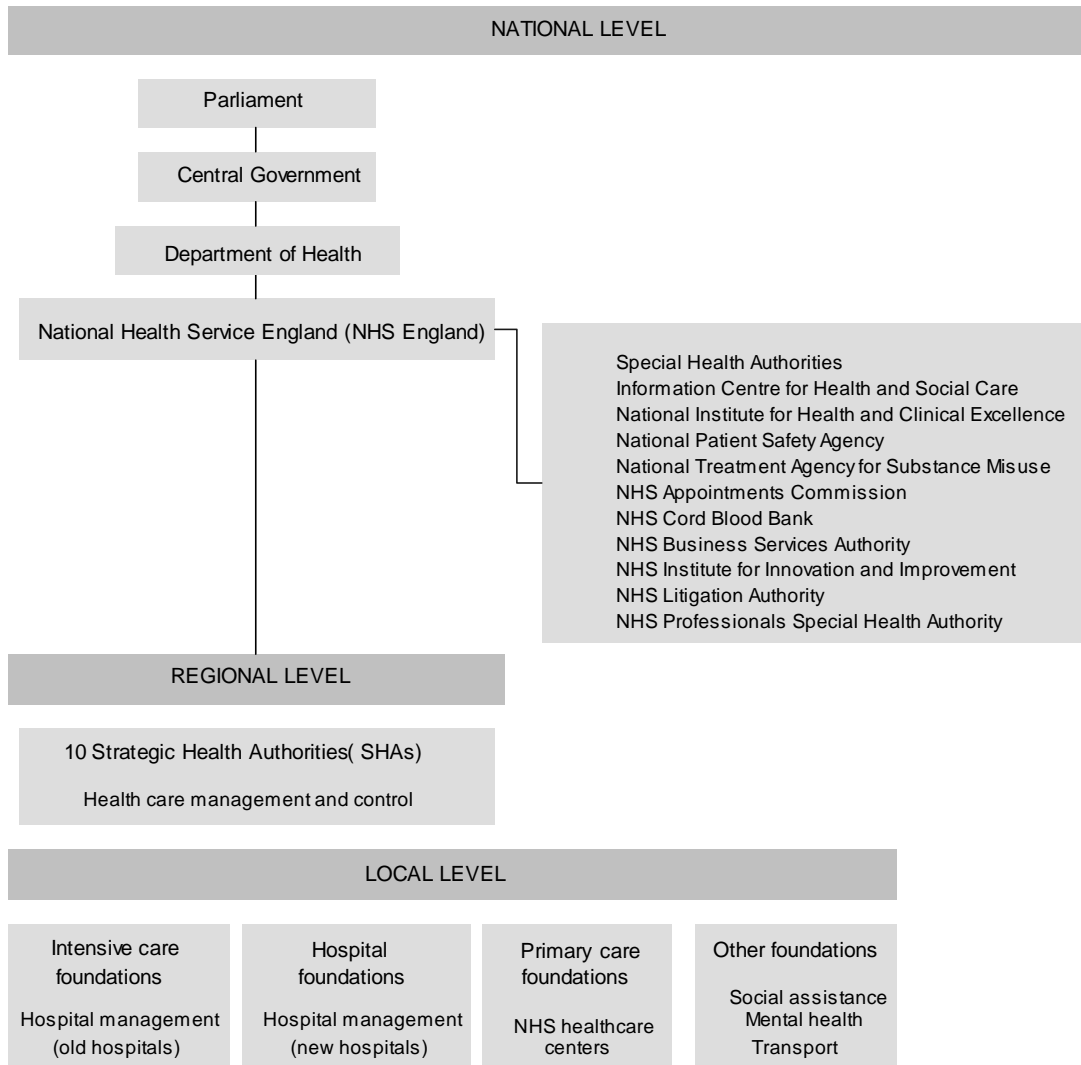 NATIONAL LEVEL
Parliament
Central Government
Department of Health
National Health Service England (NHS England)
Special Health Authorities
Information Centre for Health and Social Care
National Institute for Health and Clinical Excellence
National Patient Safety Agency
National Treatment Agency for Substance Misuse
NHS Appointments Commission
NHS Cord Blood Bank
NHS Business Services Authority
NHS Institute for Innovation and Improvement
NHS Litigation Authority
NHS Professionals Special Health Authority
REGIONAL LEVEL
10 Strategic Health Authorities( SHAs)
Health care management and control
LOCAL LEVEL
Intensive care
foundations
Hospital management
(old hospitals)
Hospital
foundations
Hospital management
(new hospitals)
Primary care
foundations
NHS healthcare
centers
Other foundations
Social assistance
Mental health
Transport